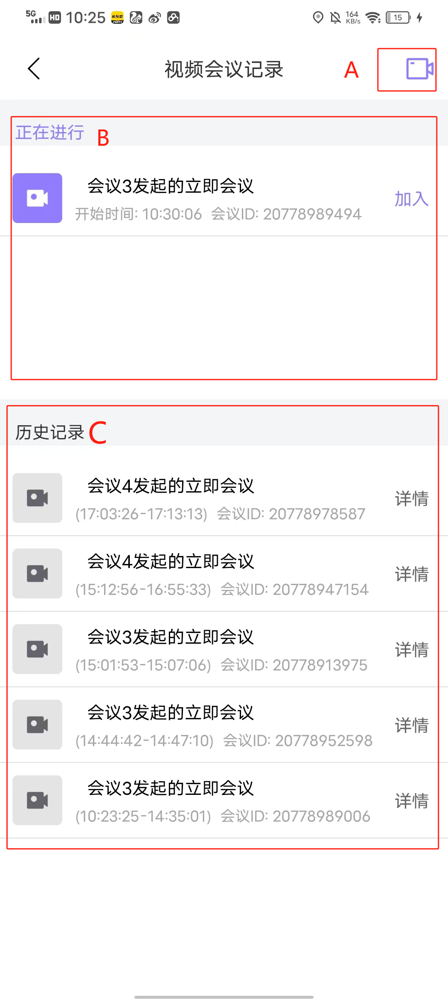 5G HD 10:25 164 KB/s 15
视频会议记录 A
正在进行 B
会议3发起的立即会议
开始时间: 10:30:06 会议ID: 20778989494
加入
历史记录 C
会议4发起的立即会议
(17:03:26-17:13:13) 会议ID: 20778978587
详情
会议4发起的立即会议
(15:12:56-16:55:33) 会议ID: 20778947154
详情
会议3发起的立即会议
(15:01:53-15:07:06) 会议ID: 20778913975
详情
会议3发起的立即会议
(14:44:42-14:47:10) 会议ID: 20778952598
详情
会议3发起的立即会议
(10:23:25-14:35:01) 会议ID: 20778989006
详情